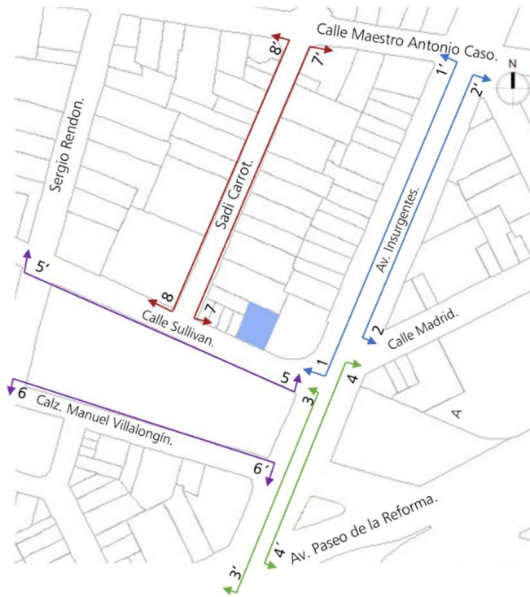 Calle Maestro Antonio Caso.
8'
7'
1'
2'
N
Sergio Rendon.
Sadi Carrot.
Av. Insurgentes.
5'
8
7
Calle Sullivan.
2
Calle Madrid.
1
5
4
3
6
Calz. Manuel Villalongín.
A
6'
Av. Paseo de la Reforma.
4'
3'